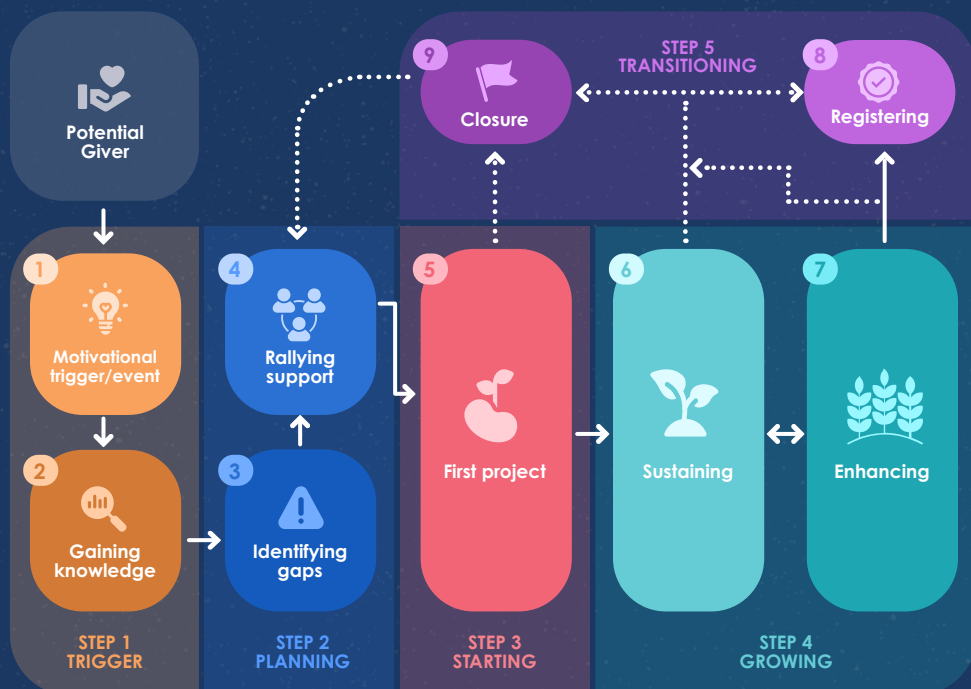 Potential
Giver
9
Closure
STEP 5
TRANSITIONING
8
Registering
1
Motivational
trigger/event
2
Gaining
knowledge
STEP 1
TRIGGER
4
Rallying
support
3
Identifying
gaps
STEP 2
PLANNING
5
First project
STEP 3
STARTING
6
Sustaining
7
Enhancing
STEP 4
GROWING